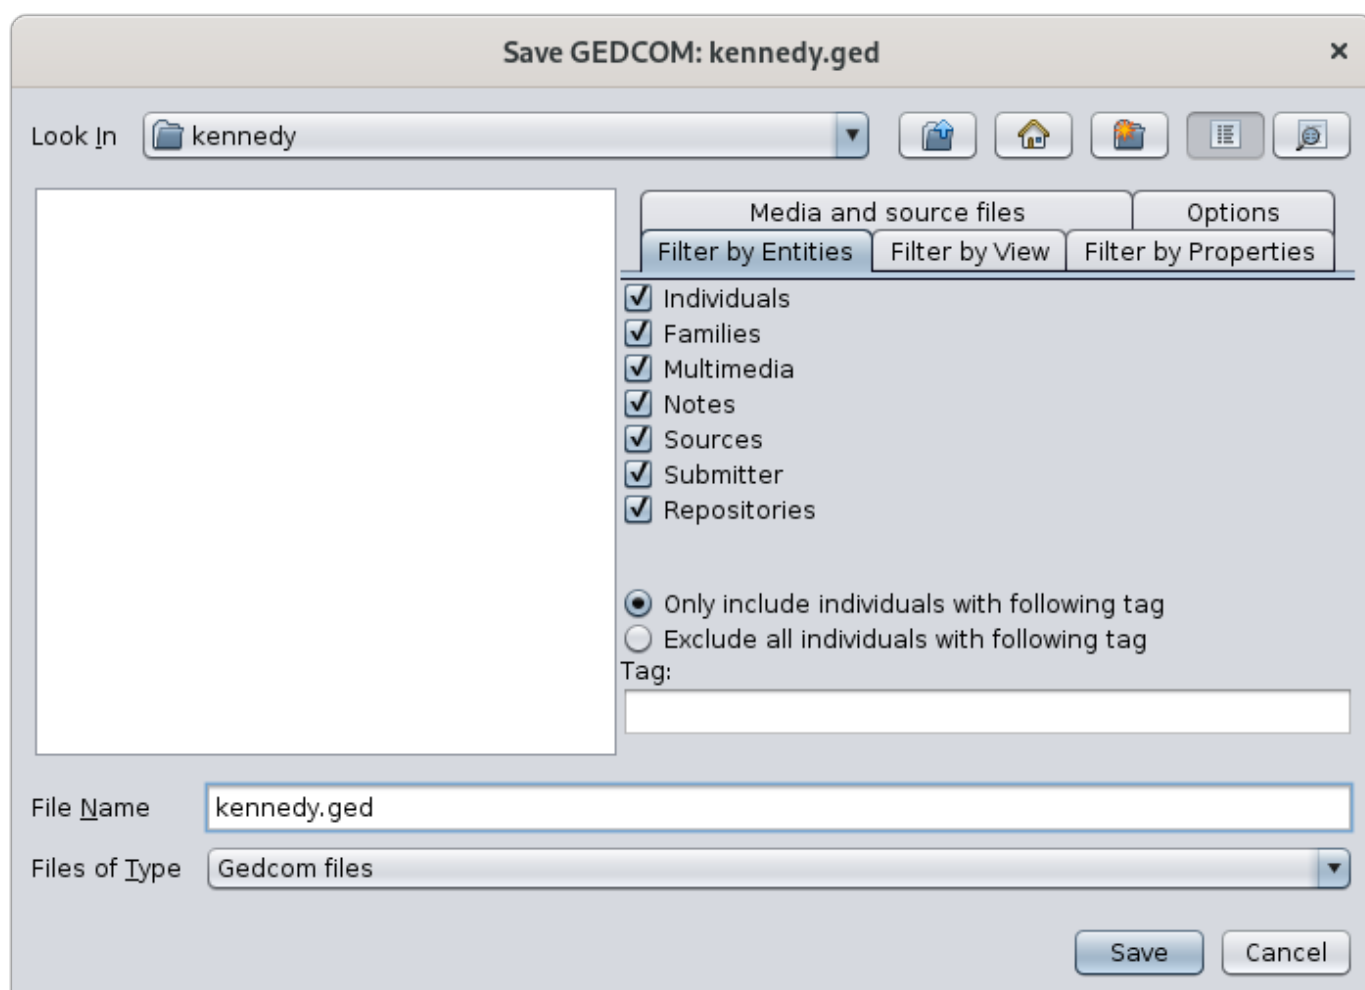 Save GEDCOM: kennedy.ged
Look In kennedy
Media and source files Options
Filter by Entities Filter by View Filter by Properties
Individuals
Families
Multimedia
Notes
Sources
Submitter
Repositories
Only include individuals with following tag
Exclude all individuals with following tag
Tag:
File Name kennedy.ged
Files of Type Gedcom files
Save Cancel